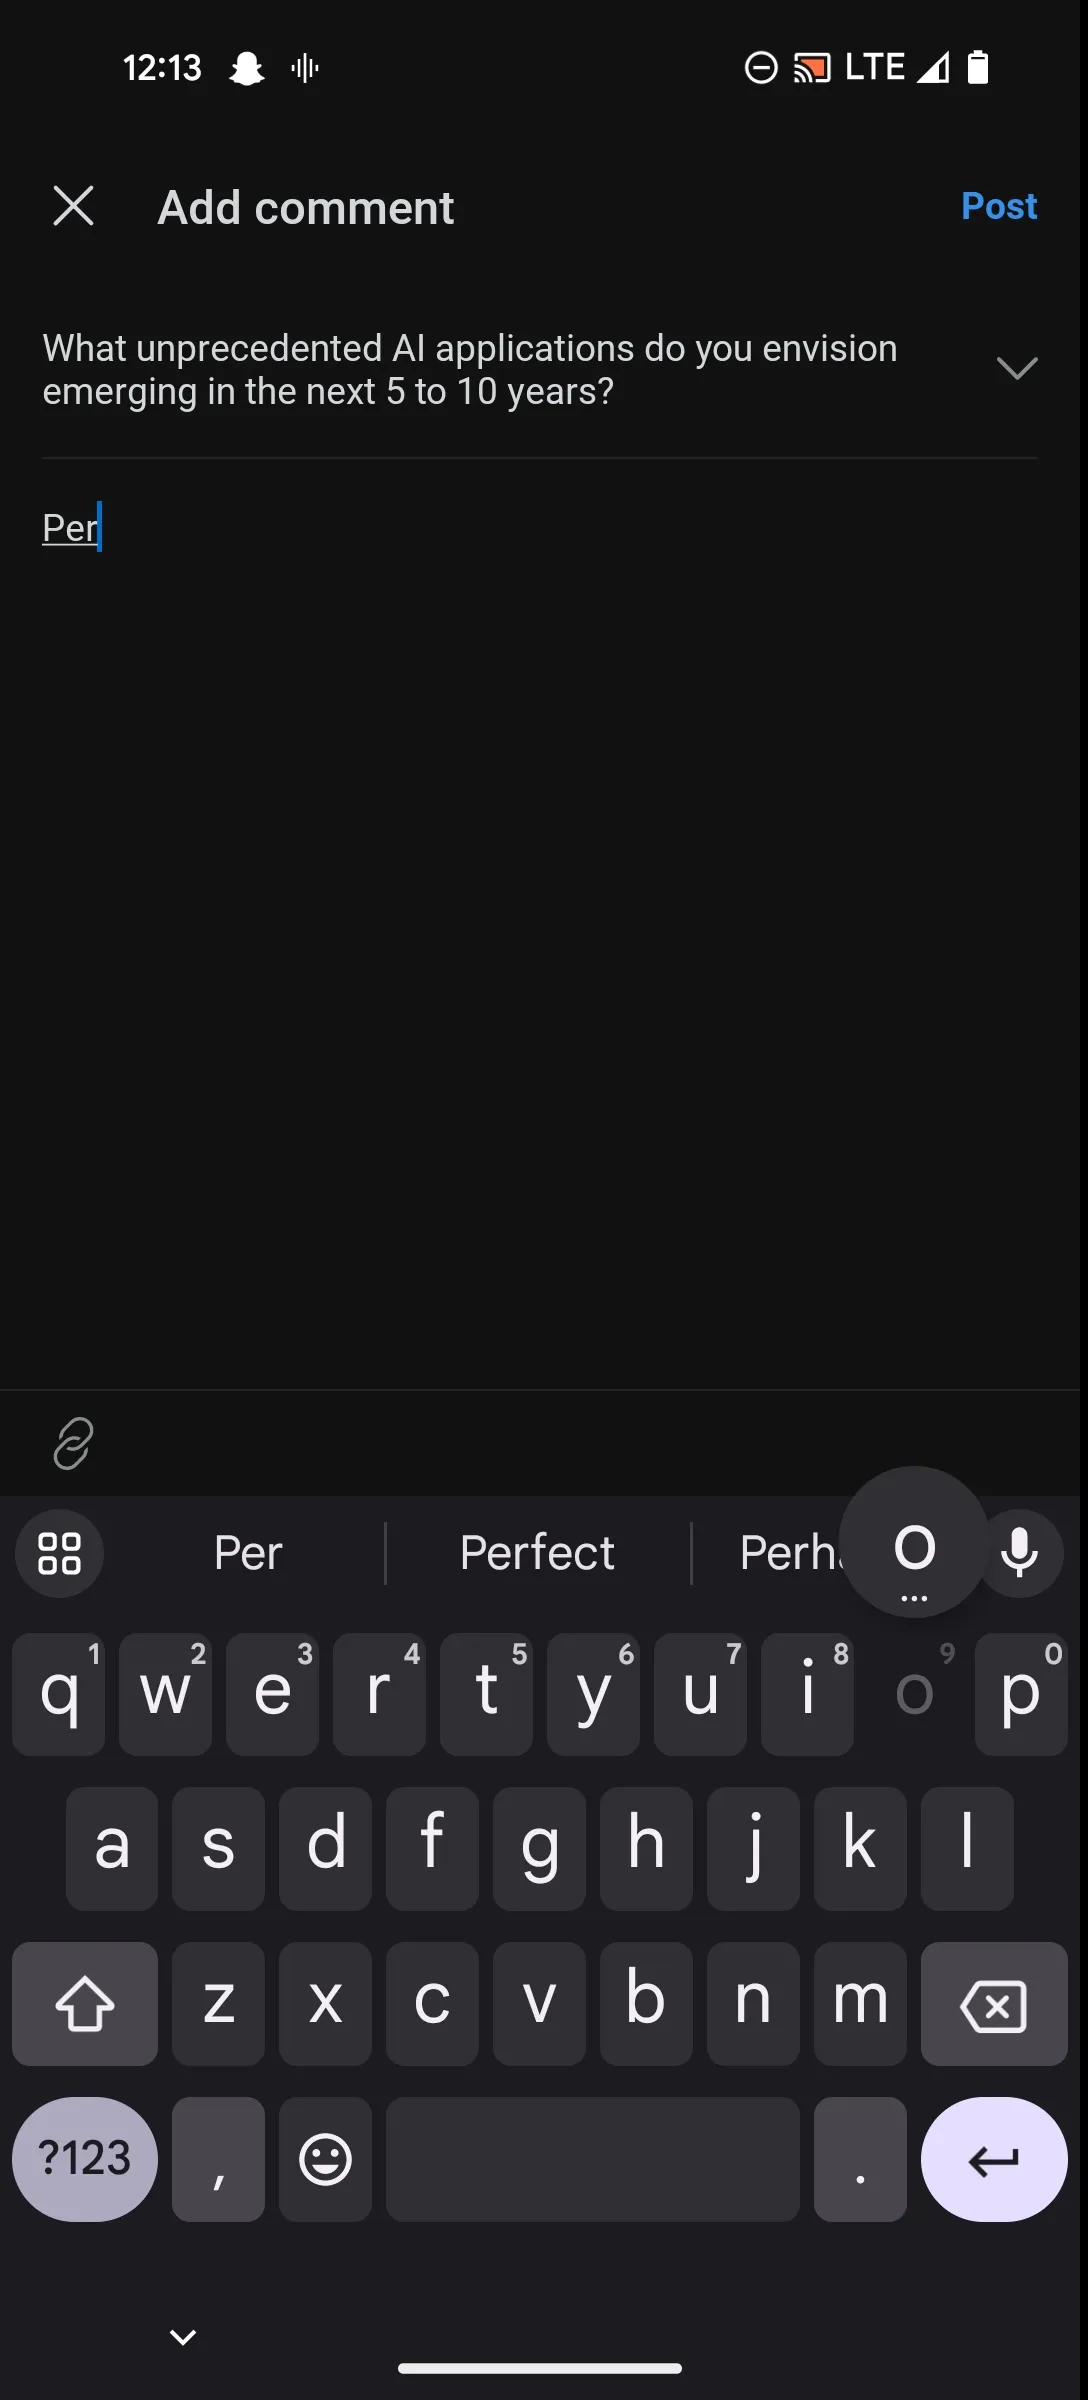 12:13 LTE
Add comment Post
What unprecedented AI applications do you envision
emerging in the next 5 to 10 years?
Per
Per Perfect Perh o
q 1 w 2 e 3 r 4 t 5 y 6 u 7 i 8 o 9 p 0
a s d f g h j k l
z x c v b n m
?123 , .